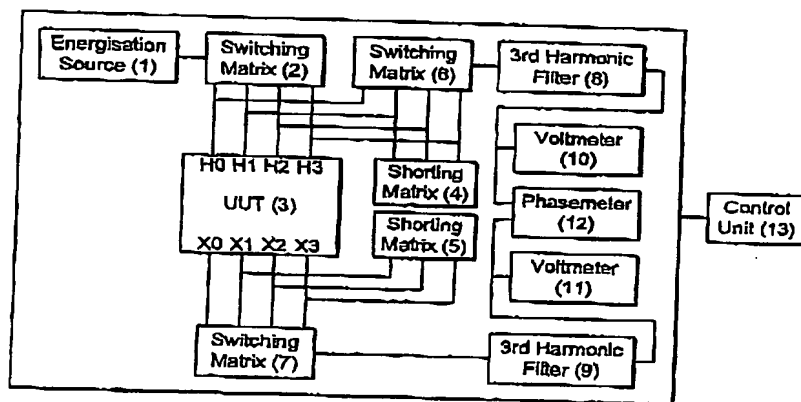 Energisation
Source (1)
Switching
Matrix (2)
Switching
Matrix (6)
3rd Harmonic
Filter (8)
Voltmeter
(10)
H0 H1 H2 H3
UUT (3)
X0 X1 X2 X3
Shorting
Matrix (4)
Shorting
Matrix (5)
Phasemeter
(12)
Control
Unit (13)
Voltmeter
(11)
Switching
Matrix (7)
3rd Harmonic
Filter (9)